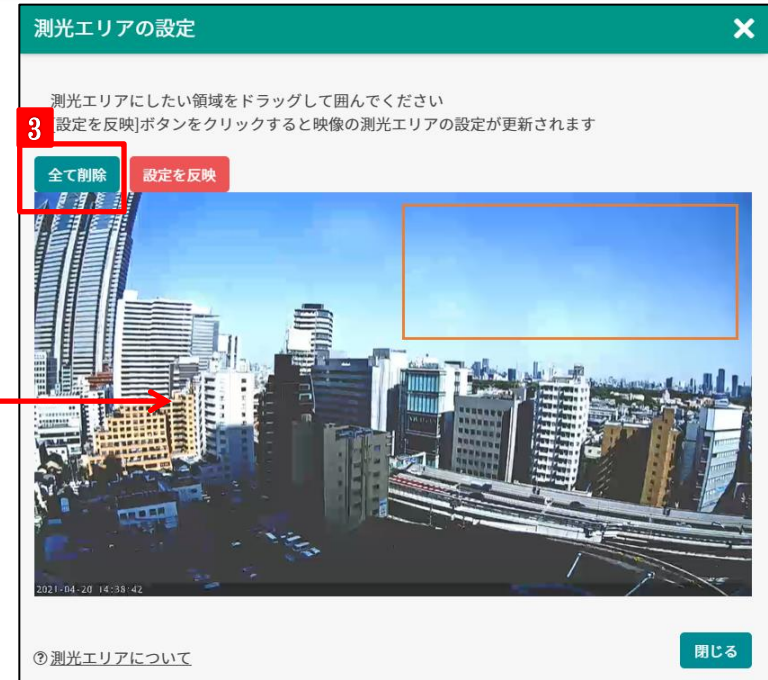 測光エリアの設定
測光エリアにしたい領域をドラッグして囲んでください
3
設定を反映]ボタンをクリックすると映像の測光エリアの設定が更新されます
全て削除 設定を反映
2021-04-20 14:38:42
測光エリアについて
閉じる